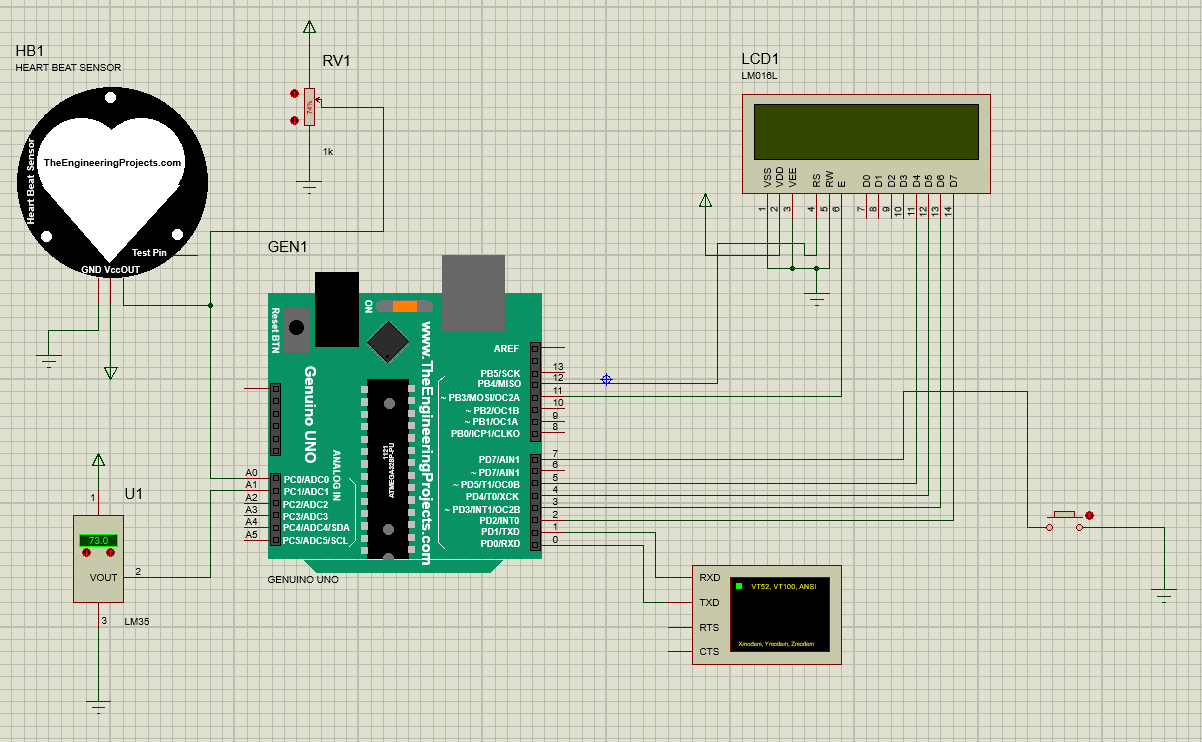 HB1
HEART BEAT SENSOR
Heart Beat Sensor
TheEngineeringProjects.com
Test Pin
GND VccOUT
RV1
74%
1k
LCD1
LM016L
VSS
VDD
VEE
RS
RW
E
D0
D1
D2
D3
D4
D5
D6
D7
1
2
3
4
5
6
7
8
9
10
11
12
13
14
GEN1
Reset BTN
ON
www.TheEngineeringProjects.com
Genuino UNO
ANALOG IN
1121
ATMEGA328P-PU
AREF
PB5/SCK 13
PB4/MISO 12
~ PB3/MOSI/OC2A 11
~ PB2/OC1B 10
~ PB1/OC1A 9
PB0/ICP1/CLKO 8
PD7/AIN1 7
~ PD7/AIN1 6
~ PD5/T1/OC0B 5
PD4/T0/XCK 4
~ PD3/INT1/OC2B 3
PD2/INT0 2
PD1/TXD 1
PD0/RXD 0
A0 PC0/ADC0
A1 PC1/ADC1
A2 PC2/ADC2
A3 PC3/ADC3
A4 PC4/ADC4/SDA
A5 PC5/ADC5/SCL
GENUINO UNO
U1
1
73.0
VOUT 2
3
LM35
RXD
TXD
RTS
CTS
VT52, VT100, ANSI
Xmodem, Ymodem, Zmodem